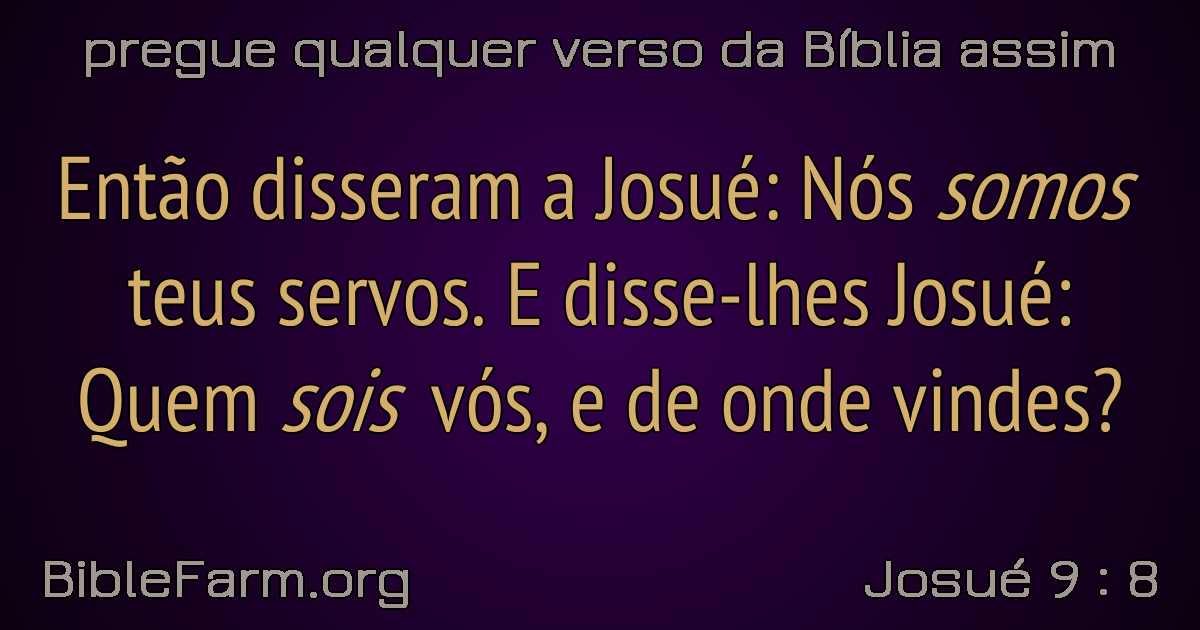 pregue qualquer verso da Bíblia assim
Então disseram a Josué: Nós somos
teus servos. E disse-lhes Josué:
Quem sois vós, e de onde vindes?
BibleFarm.org
Josué 9 : 8